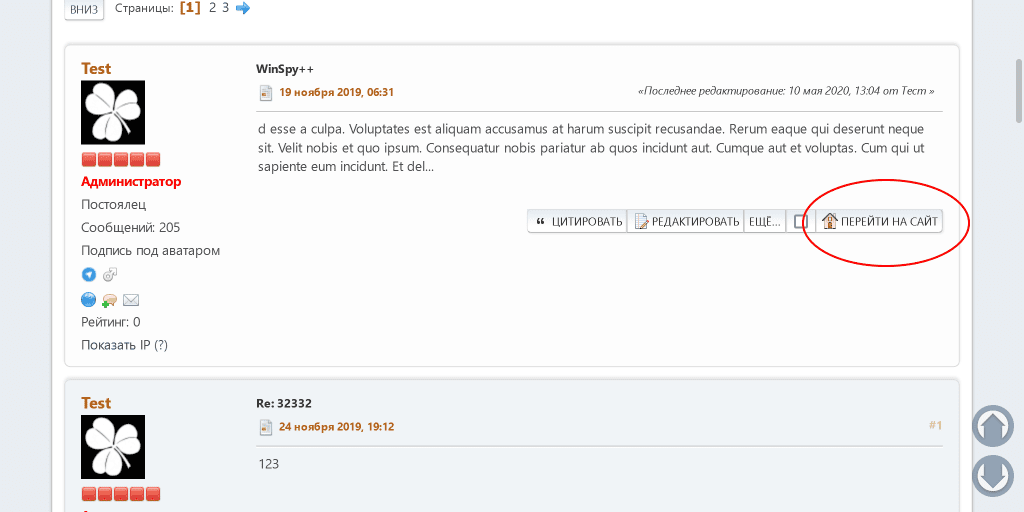 ВНИЗ Страницы: [1] 2 3
Test
WinSpy++
19 ноября 2019, 06:31
«Последнее редактирование: 10 мая 2020, 13:04 от Тест »
d esse a culpa. Voluptates est aliquam accusamus at harum suscipit recusandae. Rerum eaque qui deserunt neque
sit. Velit nobis et quo ipsum. Consequatur nobis pariatur ab quos incidunt aut. Cumque aut et voluptas. Cum qui ut
sapiente eum incidunt. Et del...
Администратор
Постоялец
Сообщений: 205
Подпись под аватаром
Рейтинг: 0
Показать IP (?)
ЦИТИРОВАТЬ РЕДАКТИРОВАТЬ ЕЩЁ... ПЕРЕЙТИ НА САЙТ
Test
Re: 32332
24 ноября 2019, 19:12
#1
123